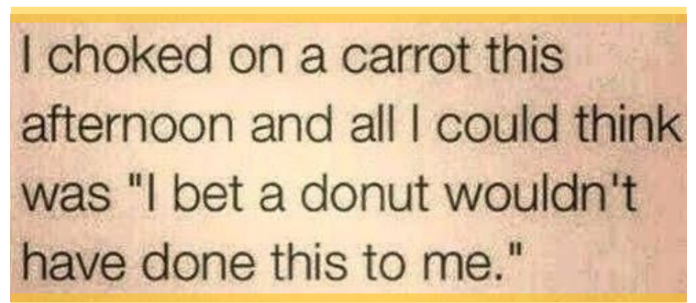 I choked on a carrot this
afternoon and all I could think
was "I bet a donut wouldn't
have done this to me."